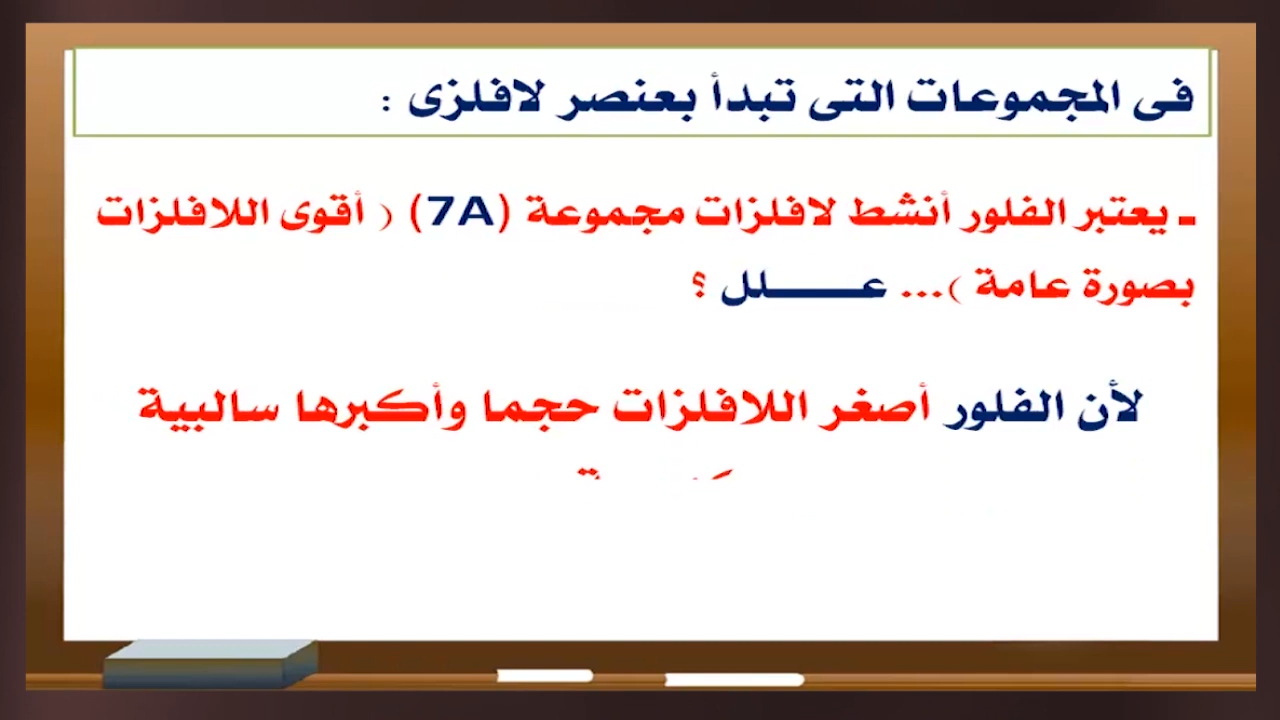 فى المجموعات التى تبدأ بعنصر لافلزى :
ـ يعتبر الفلور أنشط لافلزات مجموعة (7A) ( أقوى اللافلزات
بصورة عامة )... عــــــلل ؟
لأن الفلور أصغر اللافلزات حجما وأكبرها سالبية